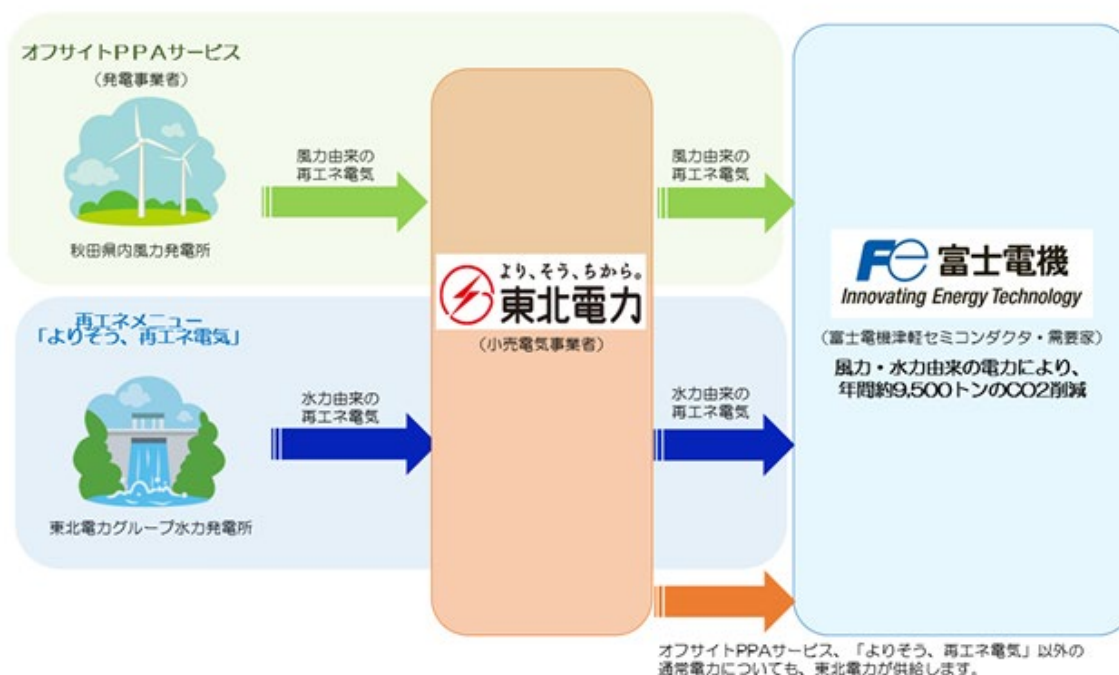 オフサイトPPAサービス
（発電事業者）
秋田県内風力発電所
風力由来の
再エネ電気
風力由来の
再エネ電気
再エネメニュー
「よりそう、再エネ電気」
東北電力グループ水力発電所
水力由来の
再エネ電気
より、そう、ちから。
東北電力
（小売電気事業者）
水力由来の
再エネ電気
Fe 富士電機
Innovating Energy Technology
（富士電機津軽セミコンダクタ・需要家）
風力・水力由来の電力により、
年間約9,500トンのCO2削減
オフサイトPPAサービス、「よりそう、再エネ電気」以外の
通常電力についても、東北電力が供給します。